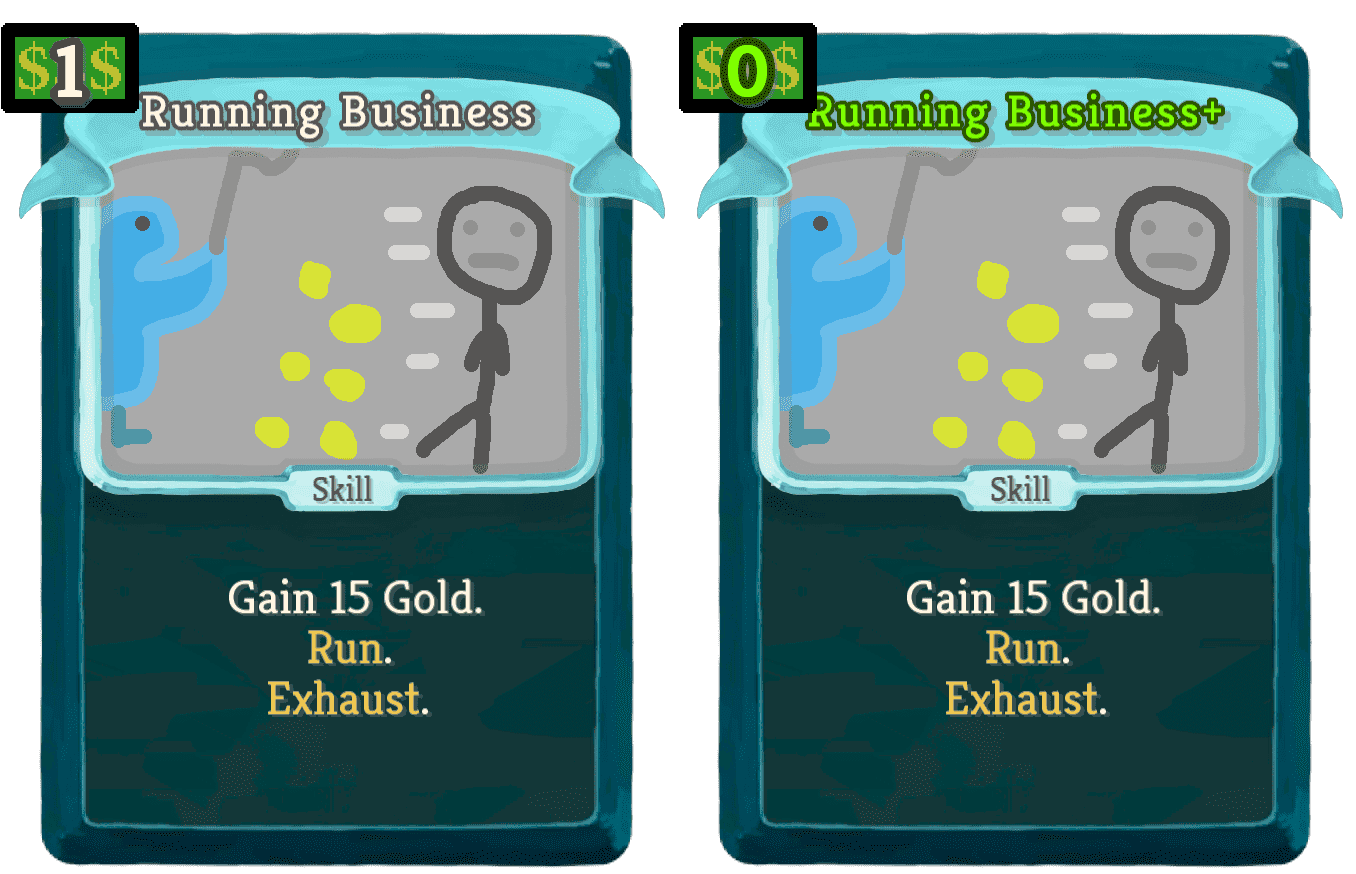 $1$
Running Business
Skill
Gain 15 Gold.
Run.
Exhaust.
$0$
Running Business+
Skill
Gain 15 Gold.
Run.
Exhaust.